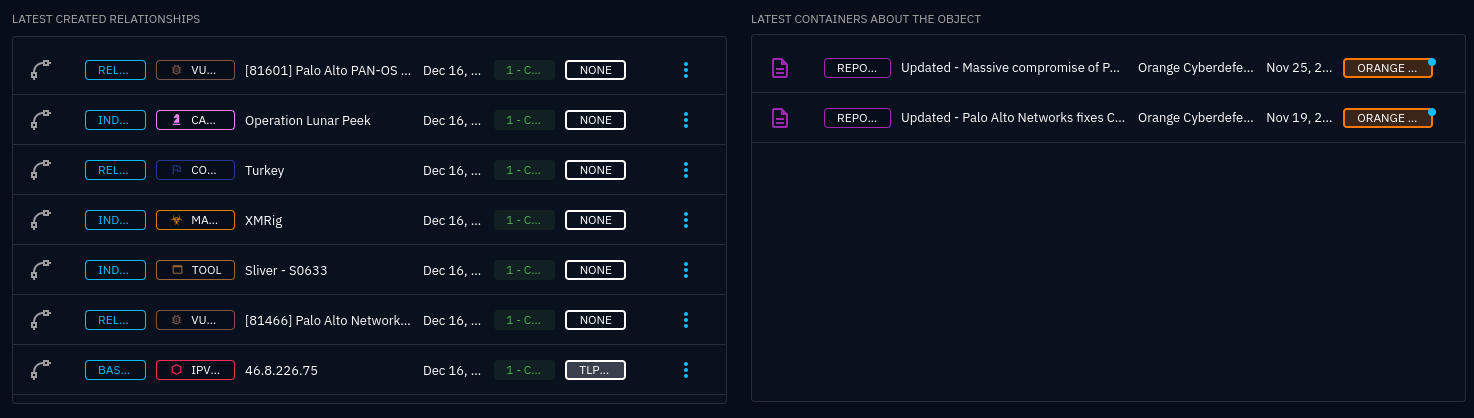 LATEST CREATED RELATIONSHIPS
REL... VU... [81601] Palo Alto PAN-OS ... Dec 16, ... 1 - C... NONE
IND... CA... Operation Lunar Peek Dec 16, ... 1 - C... NONE
REL... CO... Turkey Dec 16, ... 1 - C... NONE
IND... MA... XMRig Dec 16, ... 1 - C... NONE
IND... TOOL Sliver - S0633 Dec 16, ... 1 - C... NONE
REL... VU... [81466] Palo Alto Network... Dec 16, ... 1 - C... NONE
BAS... IPV... 46.8.226.75 Dec 16, ... 1 - C... TLP...
LATEST CONTAINERS ABOUT THE OBJECT
REPO... Updated - Massive compromise of P... Orange Cyberdefe... Nov 25, 2... ORANGE ...
REPO... Updated - Palo Alto Networks fixes C... Orange Cyberdefe... Nov 19, 2... ORANGE ...